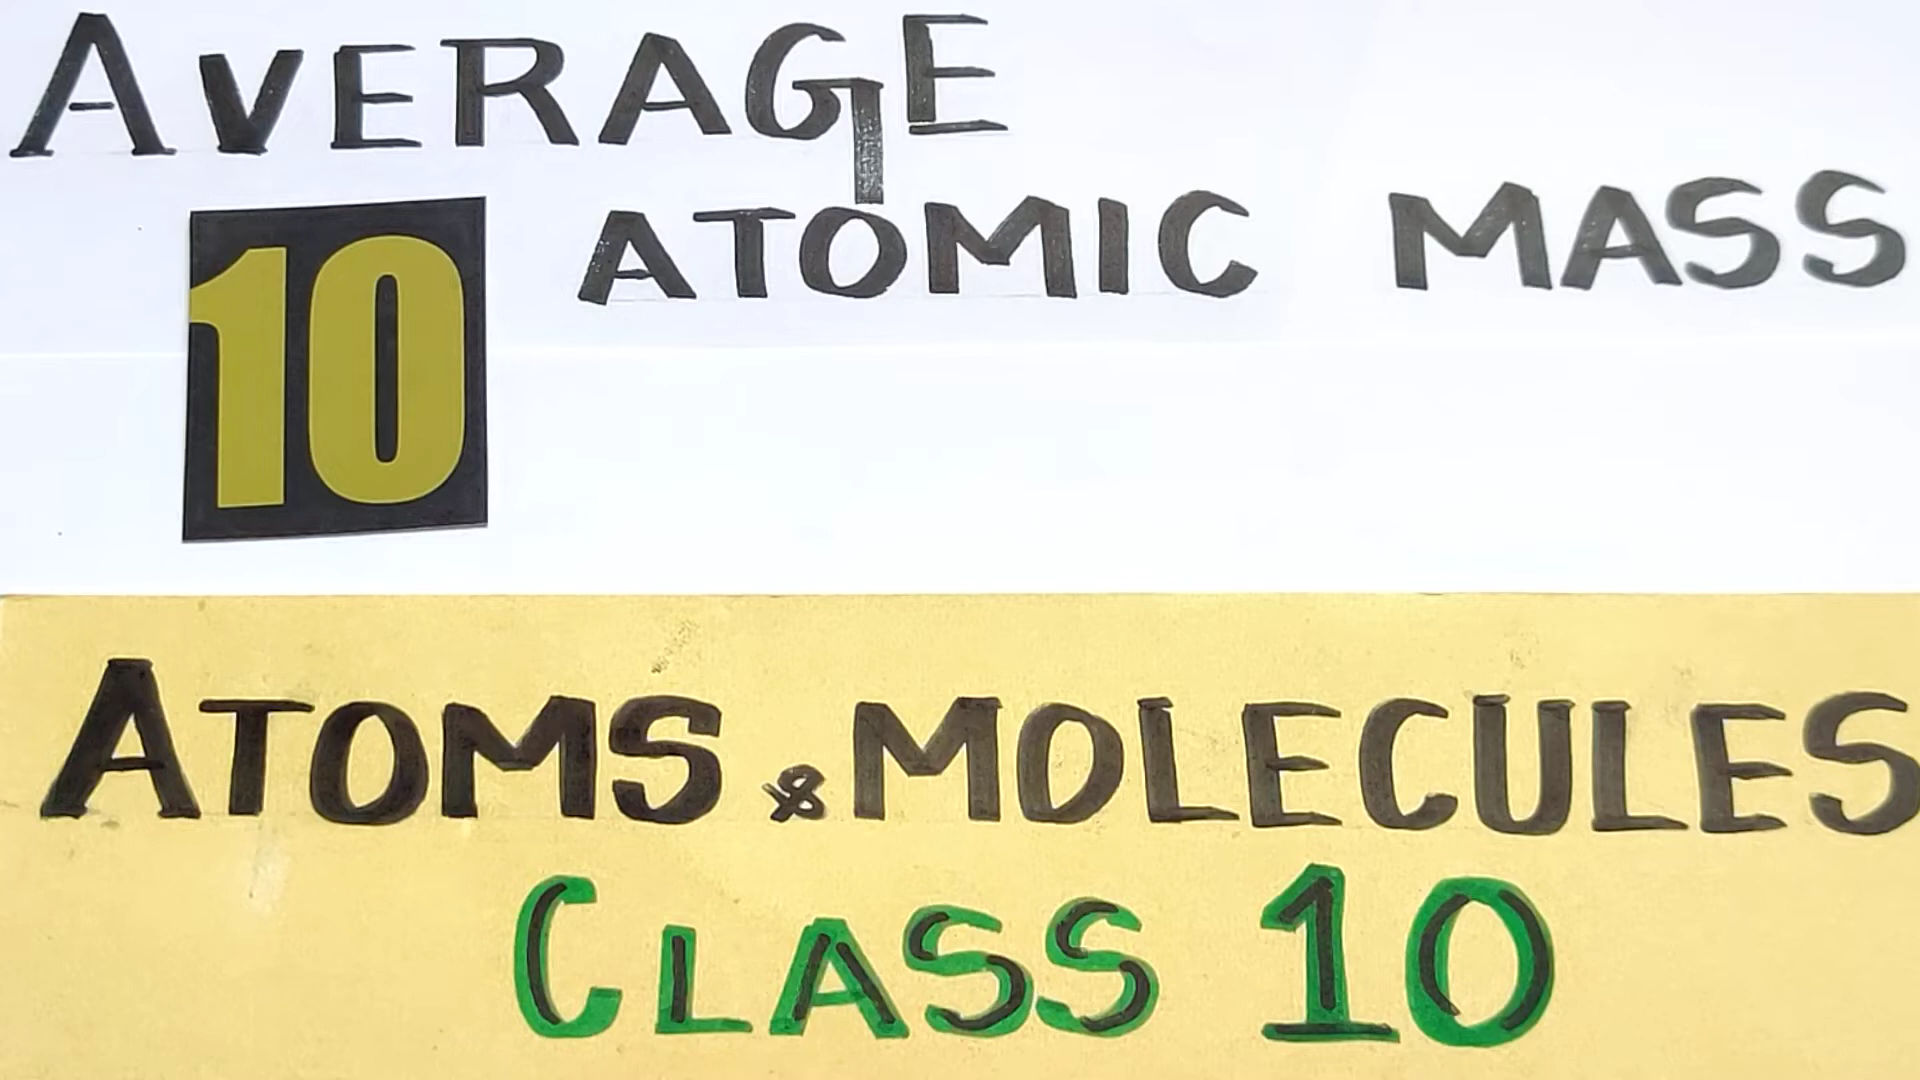 AVERAGE
ATOMIC MASS
10
ATOMS & MOLECULES
CLASS 10